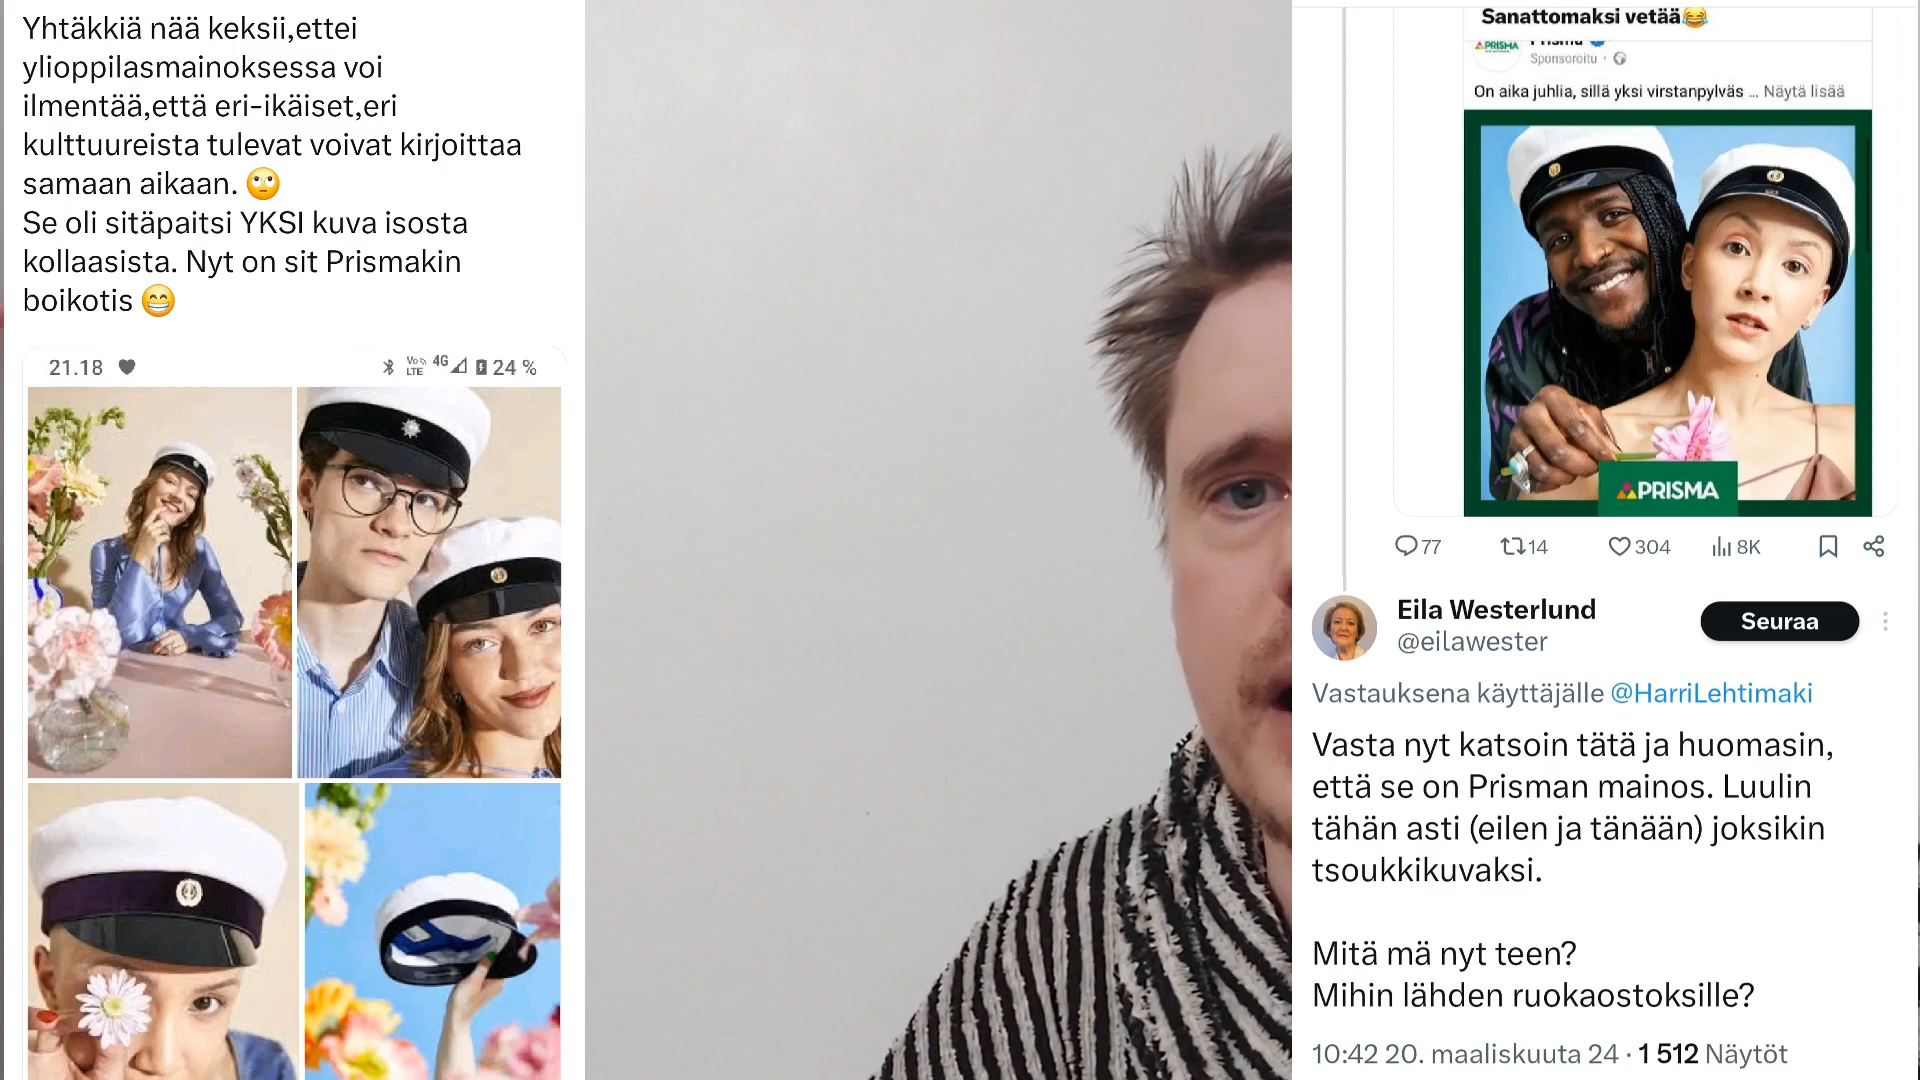 Yhtäkkiä nää keksii,ettei
ylioppilasmainoksessa voi
ilmentää,että eri-ikäiset,eri
kulttuureista tulevat voivat kirjoittaa
samaan aikaan. 🙄
Se oli sitäpaitsi YKSI kuva isosta
kollaasista. Nyt on sit Prismakin
boikotis 😁
21.18
Vo LTE 4G 24 %
Sanattomaksi vetää😂
PRISMA
Prisma
Sponsoroitu ·
On aika juhlia, sillä yksi virstanpylväs ... Näytä lisää
PRISMA
77 14 304 8K
Eila Westerlund
@eilawester
Seuraa
Vastauksena käyttäjälle @HarriLehtimaki
Vasta nyt katsoin tätä ja huomasin,
että se on Prisman mainos. Luulin
tähän asti (eilen ja tänään) joksikin
tsoukkikuvaksi.
Mitä mä nyt teen?
Mihin lähden ruokaostoksille?
10:42 20. maaliskuuta 24 · 1 512 Näytöt